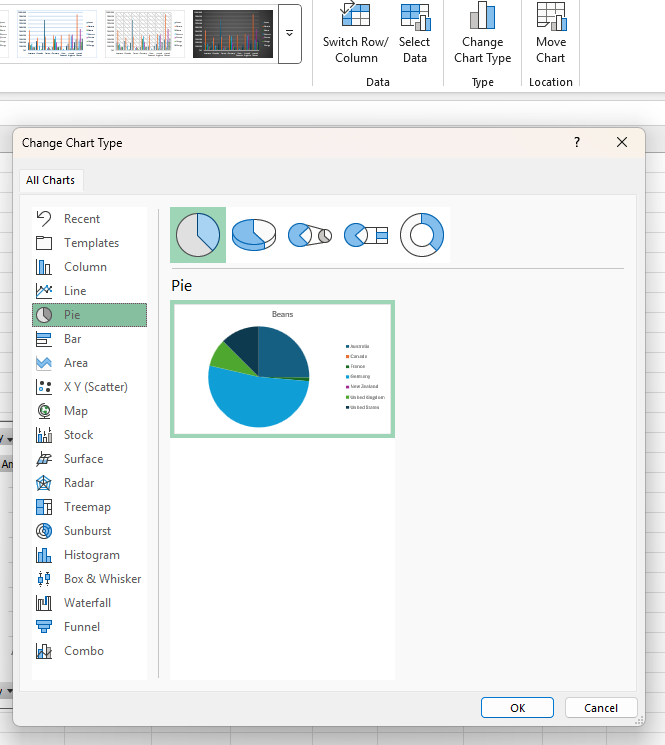 Switch Row/
Column
Select
Data
Change
Chart Type
Move
Chart
Data
Type
Location
Change Chart Type
?
All Charts
Recent
Templates
Column
Line
Pie
Bar
Area
X Y (Scatter)
Map
Stock
Surface
Radar
Treemap
Sunburst
Histogram
Box & Whisker
Waterfall
Funnel
Combo
Pie
Beans
Australia
Canada
France
Germany
New Zealand
United Kingdom
United States
OK
Cancel